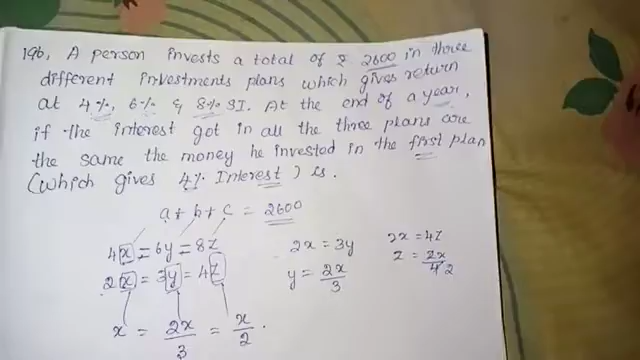 196, A person invests a total of ₹ 2600 in three
different investments plans which gives return
at 4%, 6% & 8% SI. At the end of a year,
if the interest got in all the three plans are
the same the money he invested in the first plan
(which gives 4% Interest) is.
a + b + c = 2600
4x = 6y = 8z
2x = 3y = 4z
x = 2x/3 = x/2 .
2x = 3y
y = 2x/3
2x = 4z
z = 2x/4 2